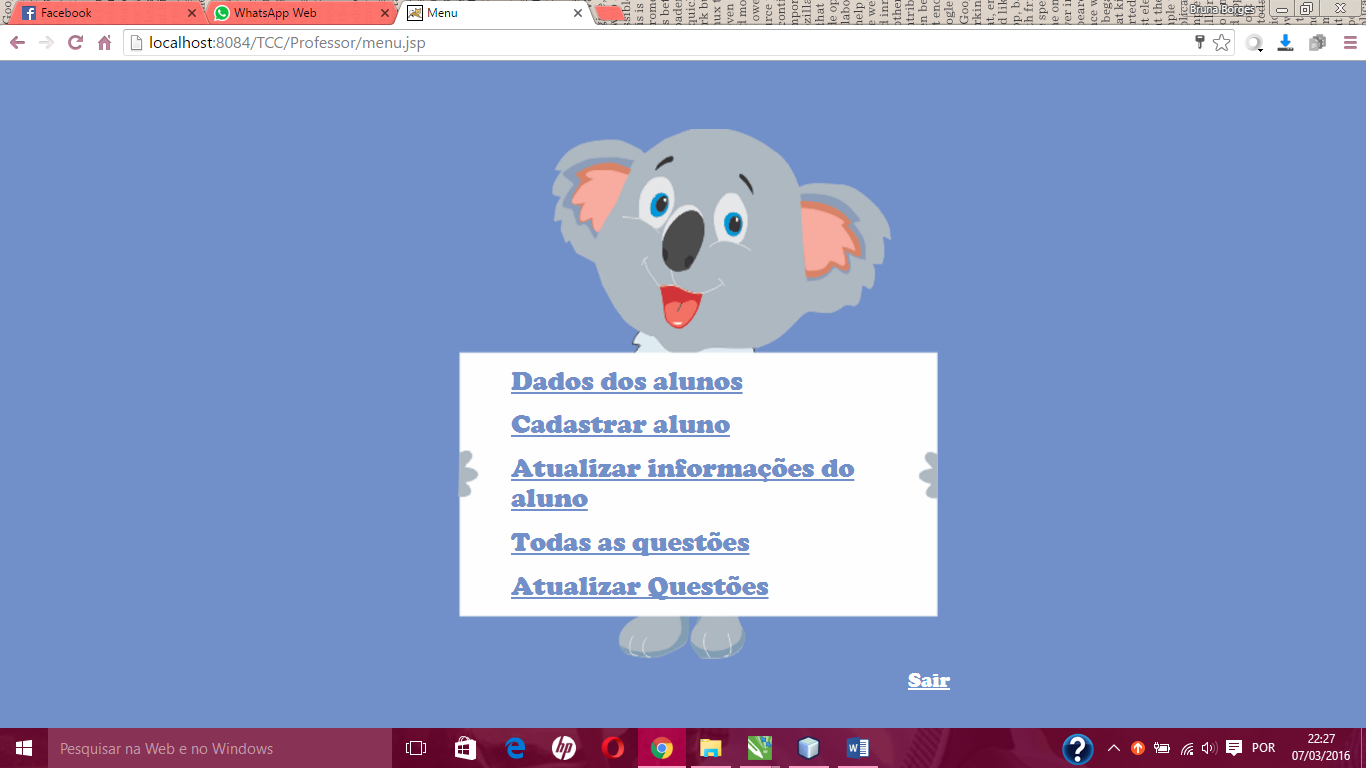 Facebook
WhatsApp Web
Menu
Bruna Borges
localhost:8084/TCC/Professor/menu.jsp
Dados dos alunos
Cadastrar aluno
Atualizar informações do
aluno
Todas as questões
Atualizar Questões
Sair
Pesquisar na Web e no Windows
POR
22:27
07/03/2016